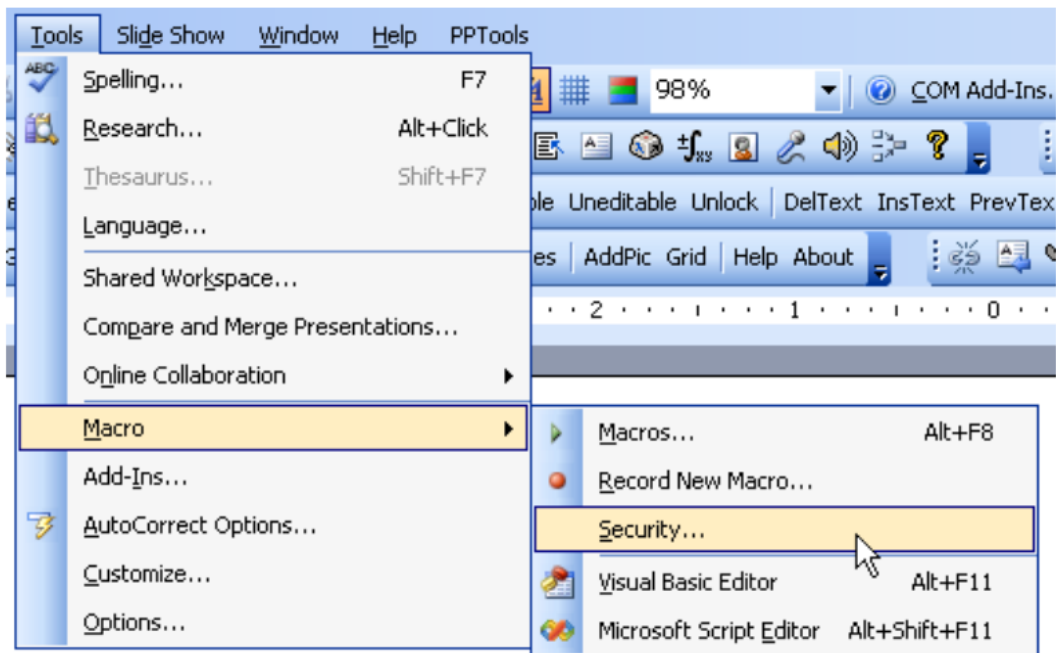 Tools Slide Show Window Help PPTools
Spelling... F7
98% COM Add-Ins.
Research... Alt+Click
Thesaurus... Shift+F7
Uneditable Unlock DelText InsText PrevTex
Language...
es AddPic Grid Help About
Shared Workspace...
2 1 0
Compare and Merge Presentations...
Online Collaboration
Macro
Macros... Alt+F8
Add-Ins...
Record New Macro...
AutoCorrect Options...
Security...
Customize...
Visual Basic Editor Alt+F11
Options...
Microsoft Script Editor Alt+Shift+F11